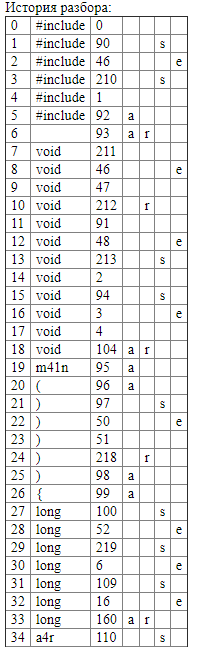 История разбора:
0 #include 0
1 #include 90 s
2 #include 46 e
3 #include 210 s
4 #include 1
5 #include 92 a
6 93 a r
7 void 211
8 void 46 e
9 void 47
10 void 212 r
11 void 91
12 void 48 e
13 void 213 s
14 void 2
15 void 94 s
16 void 3 e
17 void 4
18 void 104 a r
19 m41n 95 a
20 ( 96 a
21 ) 97 s
22 ) 50 e
23 ) 51
24 ) 218 r
25 ) 98 a
26 { 99 a
27 long 100 s
28 long 52 e
29 long 219 s
30 long 6 e
31 long 109 s
32 long 16 e
33 long 160 a r
34 a4r 110 s